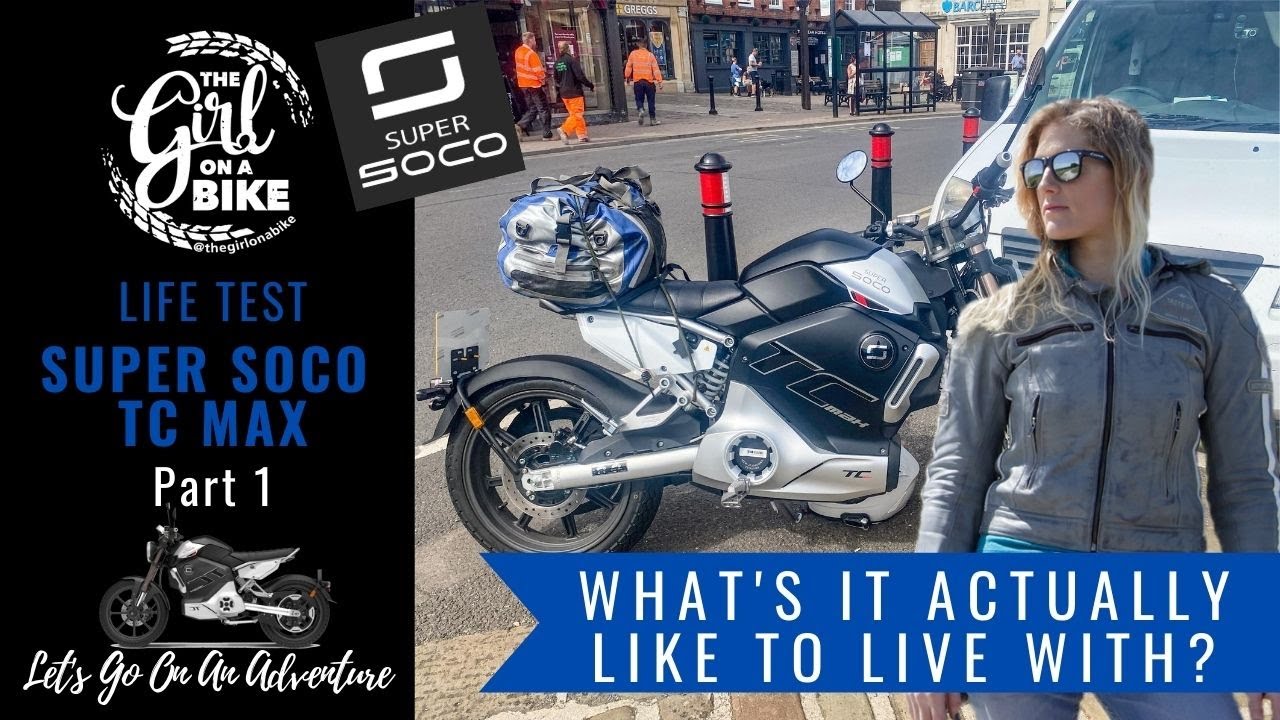 THE
Girl
ON A
BIKE
@thegirlonabike
SUPER
SOCO
LIFE TEST
SUPER SOCO
TC MAX
Part 1
Let's Go On An Adventure
GREGGS
BARCLAYS
SUPER
SOCO
TC
MAX
TC
WHAT'S IT ACTUALLY
LIKE TO LIVE WITH?